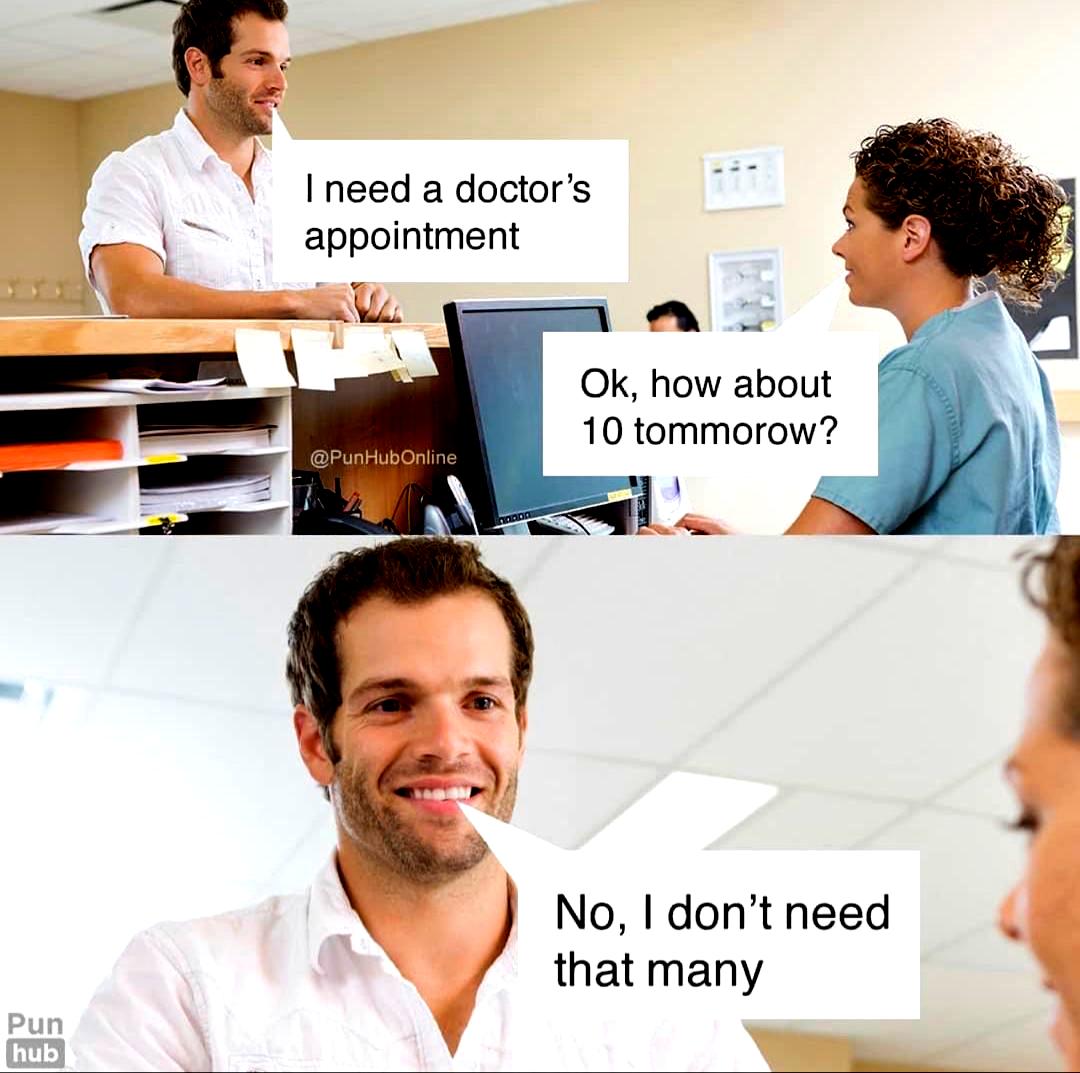 I need a doctor’s
appointment
Ok, how about
10 tommorow?
@PunHubOnline
No, I don’t need
that many
Pun
hub